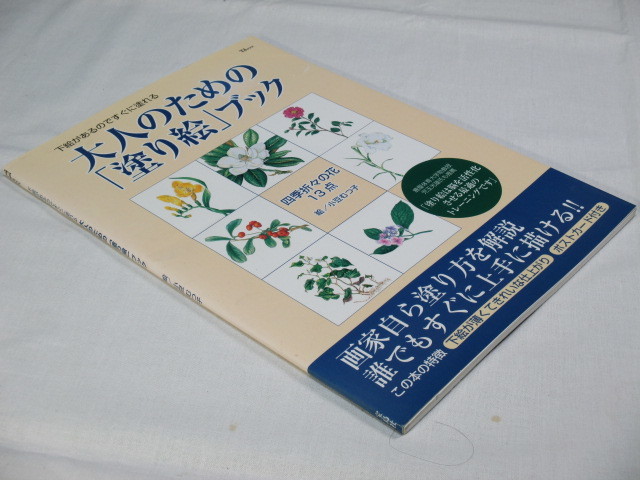 下絵があるのですぐに塗れる
大人のための
「塗り絵」ブック
四季折々の花
13点
絵／小豆むつ子
「塗り絵は脳を活性化
させる最適の
トレーニングです」
画家自ら塗り方を解説
誰でもすぐに上手に描ける!!
この本の特徴 下絵が薄くてきれいな仕上がり ポストカード付き